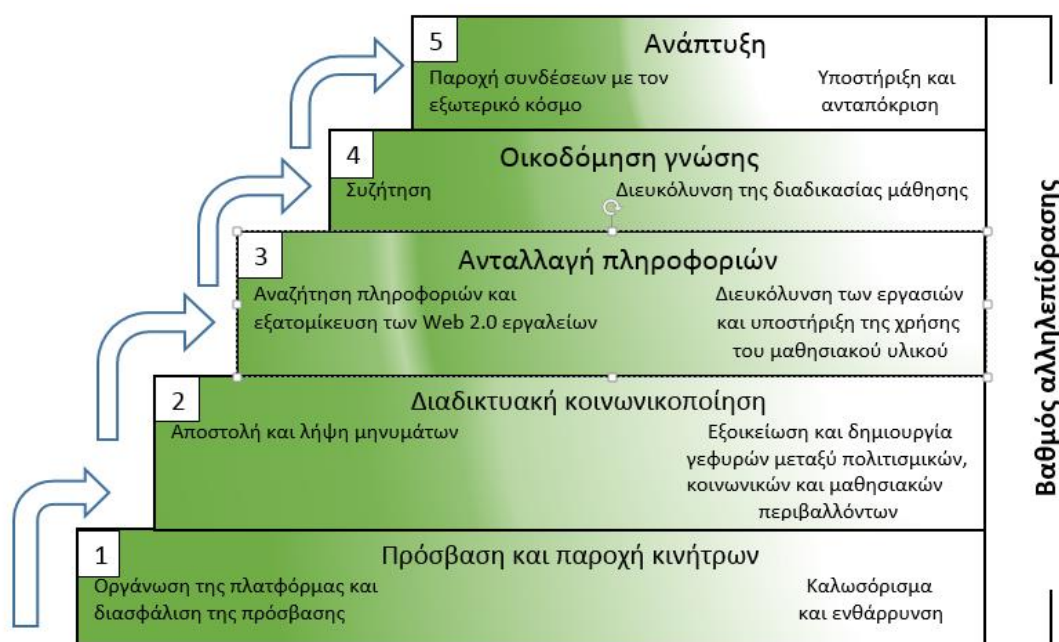 5
Ανάπτυξη
Παροχή συνδέσεων με τον
εξωτερικό κόσμο
Υποστήριξη και
ανταπόκριση
4
Οικοδόμηση γνώσης
Συζήτηση
Διευκόλυνση της διαδικασίας μάθησης
3
Ανταλλαγή πληροφοριών
Αναζήτηση πληροφοριών και
εξατομίκευση των Web 2.0 εργαλείων
Διευκόλυνση των εργασιών
και υποστήριξη της χρήσης
του μαθησιακού υλικού
2
Διαδικτυακή κοινωνικοποίηση
Αποστολή και λήψη μηνυμάτων
Εξοικείωση και δημιουργία
γεφυρών μεταξύ πολιτισμικών,
κοινωνικών και μαθησιακών
περιβαλλόντων
1
Πρόσβαση και παροχή κινήτρων
Οργάνωση της πλατφόρμας και
διασφάλιση της πρόσβασης
Καλωσόρισμα
και ενθάρρυνση
Βαθμός αλληλεπίδρασης